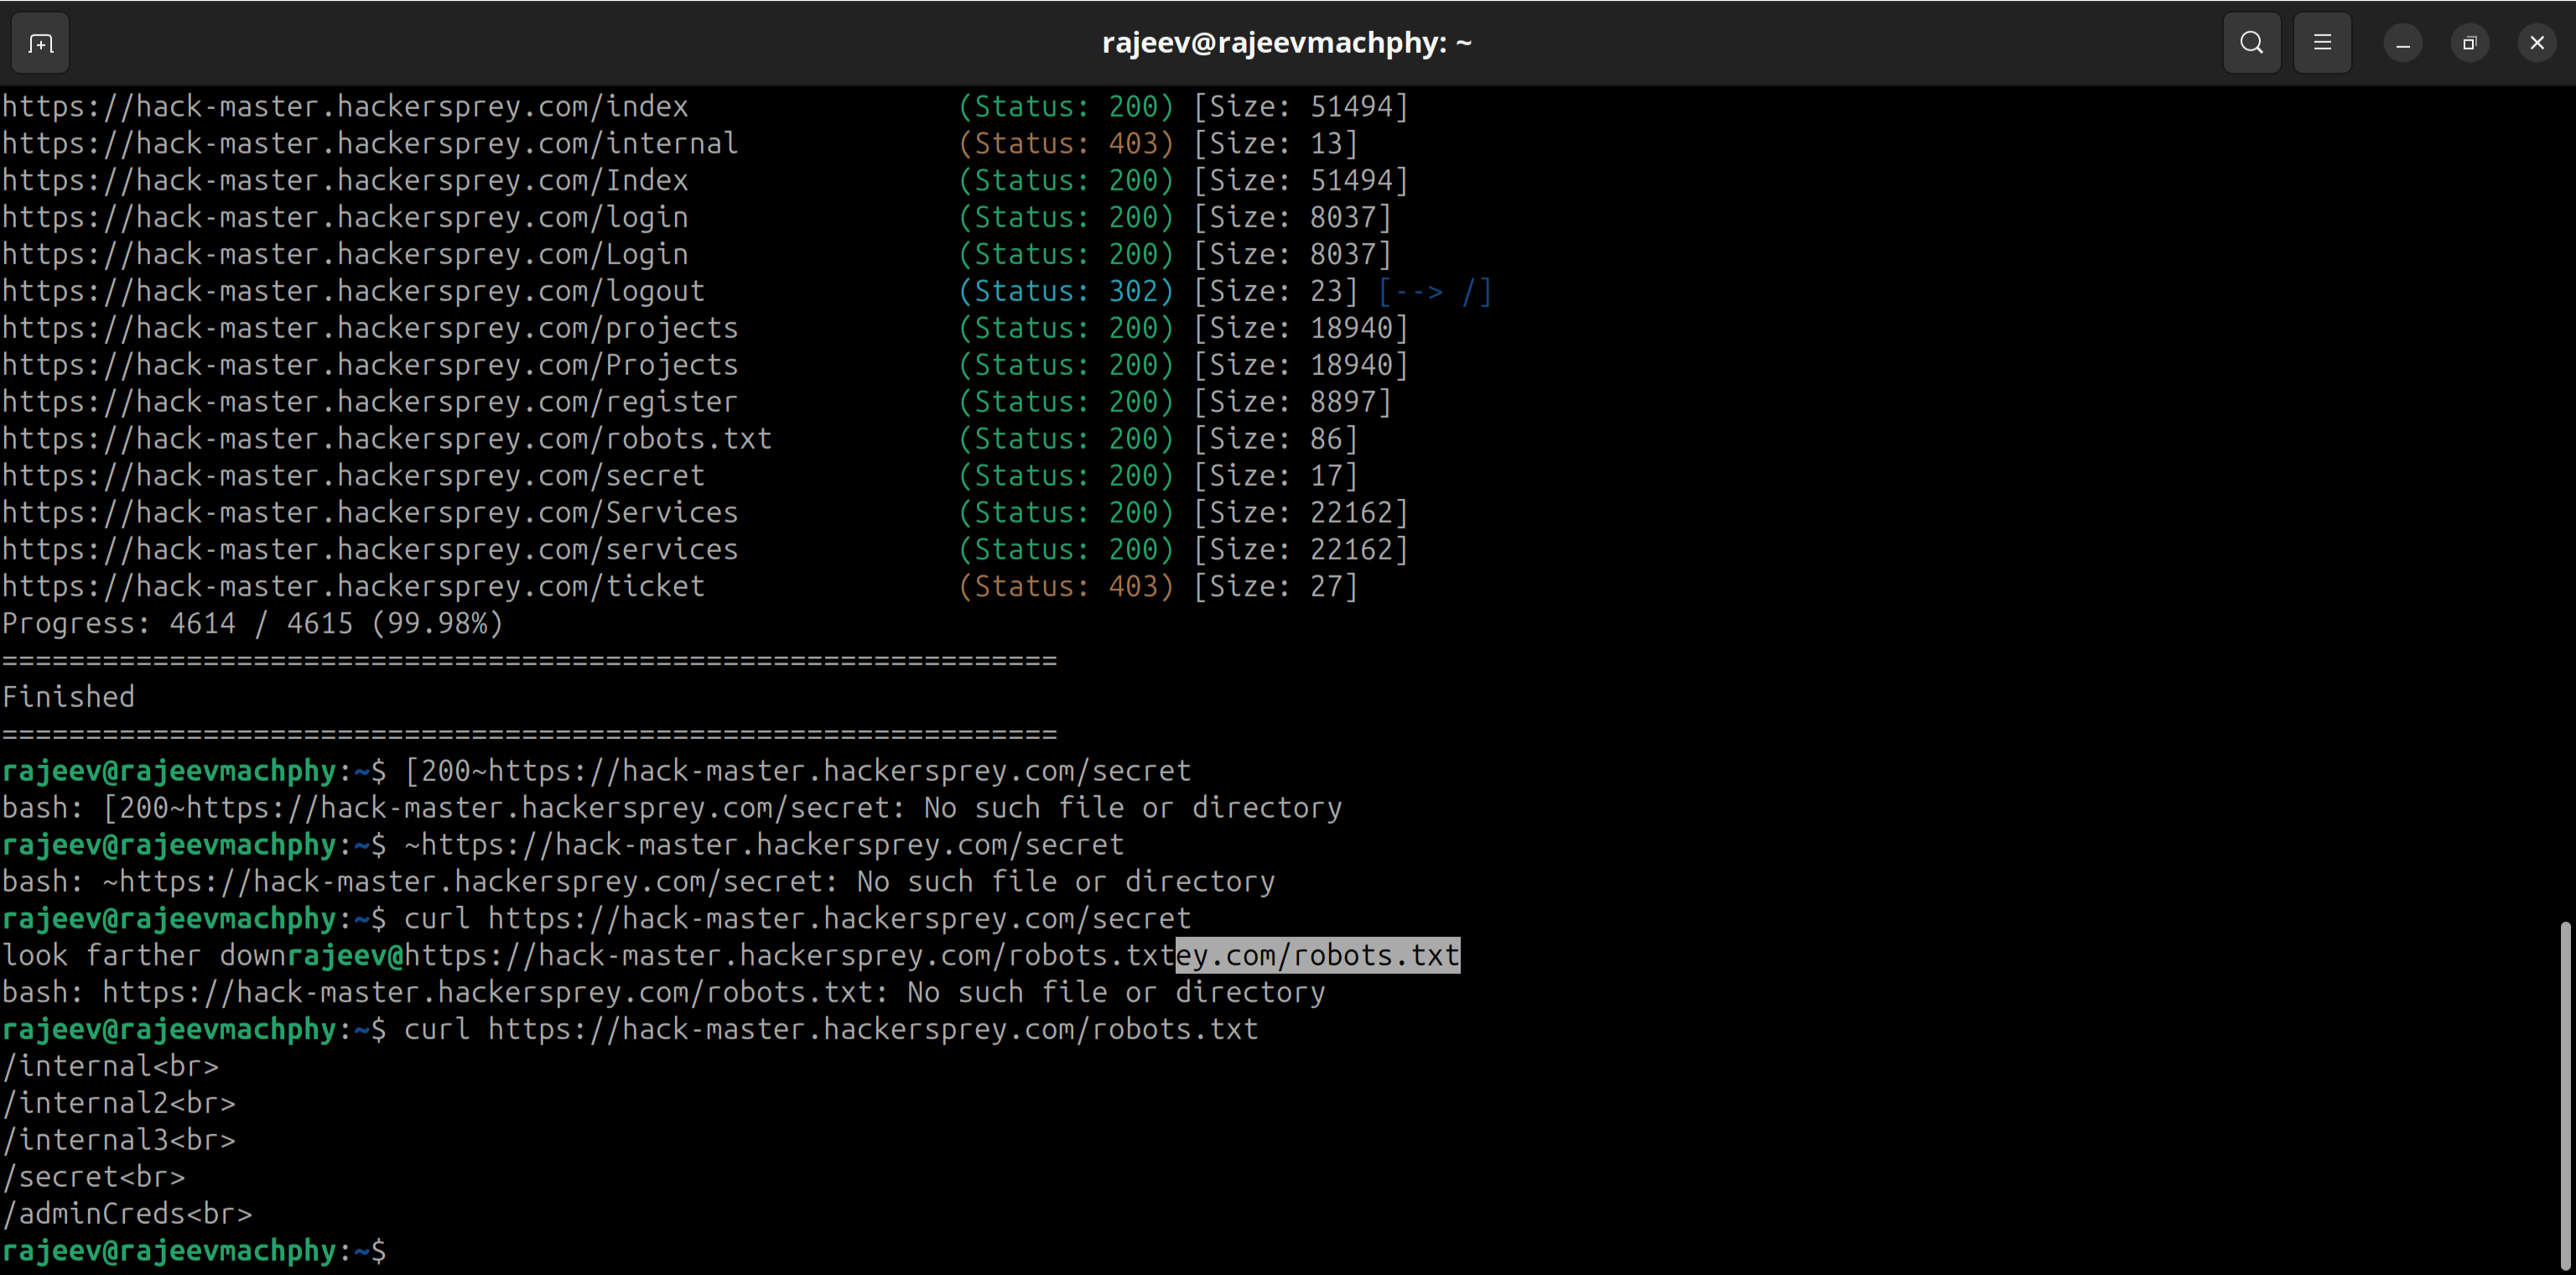 rajeev@rajeevmachphy: ~
https://hack-master.hackersprey.com/index (Status: 200) [Size: 51494]
https://hack-master.hackersprey.com/internal (Status: 403) [Size: 13]
https://hack-master.hackersprey.com/Index (Status: 200) [Size: 51494]
https://hack-master.hackersprey.com/login (Status: 200) [Size: 8037]
https://hack-master.hackersprey.com/Login (Status: 200) [Size: 8037]
https://hack-master.hackersprey.com/logout (Status: 302) [Size: 23] [--> /]
https://hack-master.hackersprey.com/projects (Status: 200) [Size: 18940]
https://hack-master.hackersprey.com/Projects (Status: 200) [Size: 18940]
https://hack-master.hackersprey.com/register (Status: 200) [Size: 8897]
https://hack-master.hackersprey.com/robots.txt (Status: 200) [Size: 86]
https://hack-master.hackersprey.com/secret (Status: 200) [Size: 17]
https://hack-master.hackersprey.com/Services (Status: 200) [Size: 22162]
https://hack-master.hackersprey.com/services (Status: 200) [Size: 22162]
https://hack-master.hackersprey.com/ticket (Status: 403) [Size: 27]
Progress: 4614 / 4615 (99.98%)
===============================================================
Finished
===============================================================
rajeev@rajeevmachphy:~$ [200~https://hack-master.hackersprey.com/secret
bash: [200~https://hack-master.hackersprey.com/secret: No such file or directory
rajeev@rajeevmachphy:~$ ~https://hack-master.hackersprey.com/secret
bash: ~https://hack-master.hackersprey.com/secret: No such file or directory
rajeev@rajeevmachphy:~$ curl https://hack-master.hackersprey.com/secret
look farther downrajeev@https://hack-master.hackersprey.com/robots.txtey.com/robots.txt
bash: https://hack-master.hackersprey.com/robots.txt: No such file or directory
rajeev@rajeevmachphy:~$ curl https://hack-master.hackersprey.com/robots.txt
/internal<br>
/internal2<br>
/internal3<br>
/secret<br>
/adminCreds<br>
rajeev@rajeevmachphy:~$